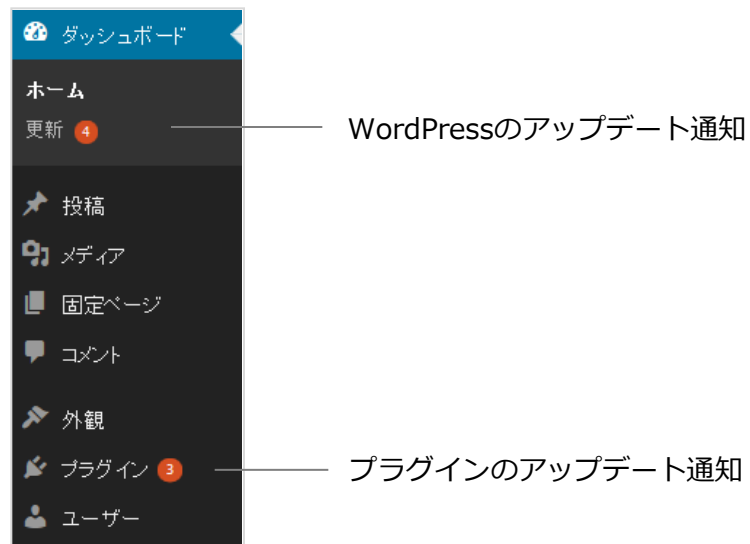 ダッシュボード
ホーム
更新 4
WordPressのアップデート通知
投稿
メディア
固定ページ
コメント
外観
プラグイン 3
プラグインのアップデート通知
ユーザー